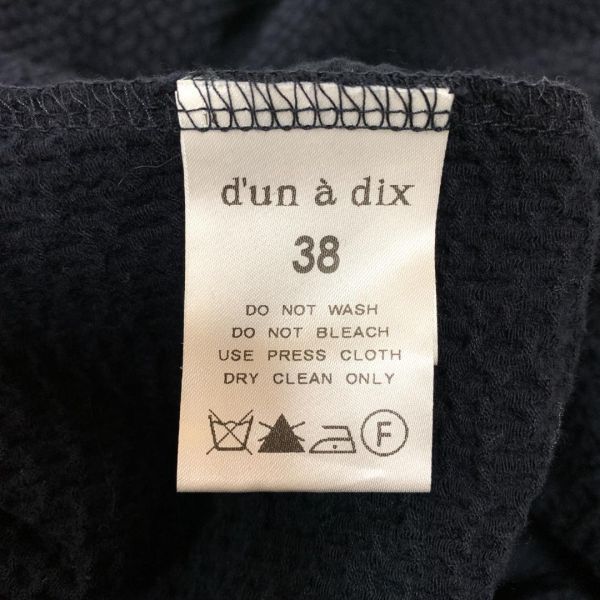 d'un à dix
38
DO NOT WASH
DO NOT BLEACH
USE PRESS CLOTH
DRY CLEAN ONLY
F